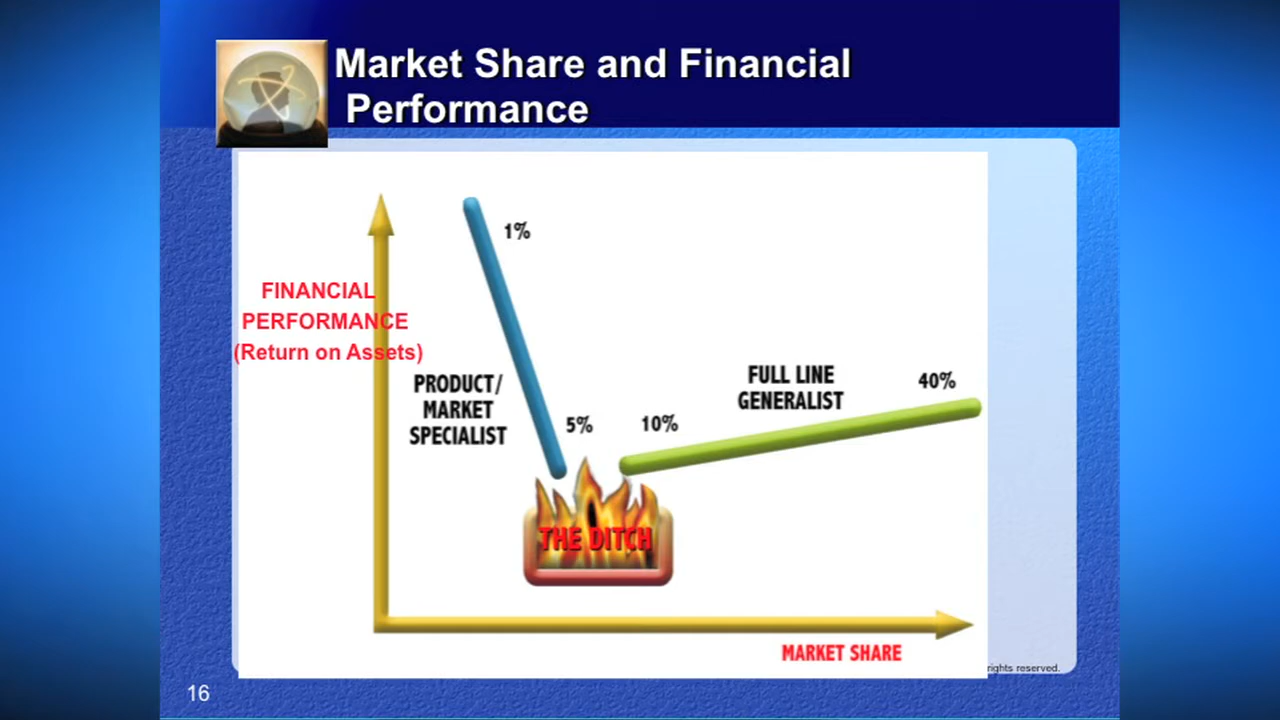 Market Share and Financial
Performance
1%
FINANCIAL
PERFORMANCE
(Return on Assets)
PRODUCT/
MARKET
SPECIALIST
5%
10%
FULL LINE
GENERALIST
40%
THE DITCH
MARKET SHARE
rights reserved.
16